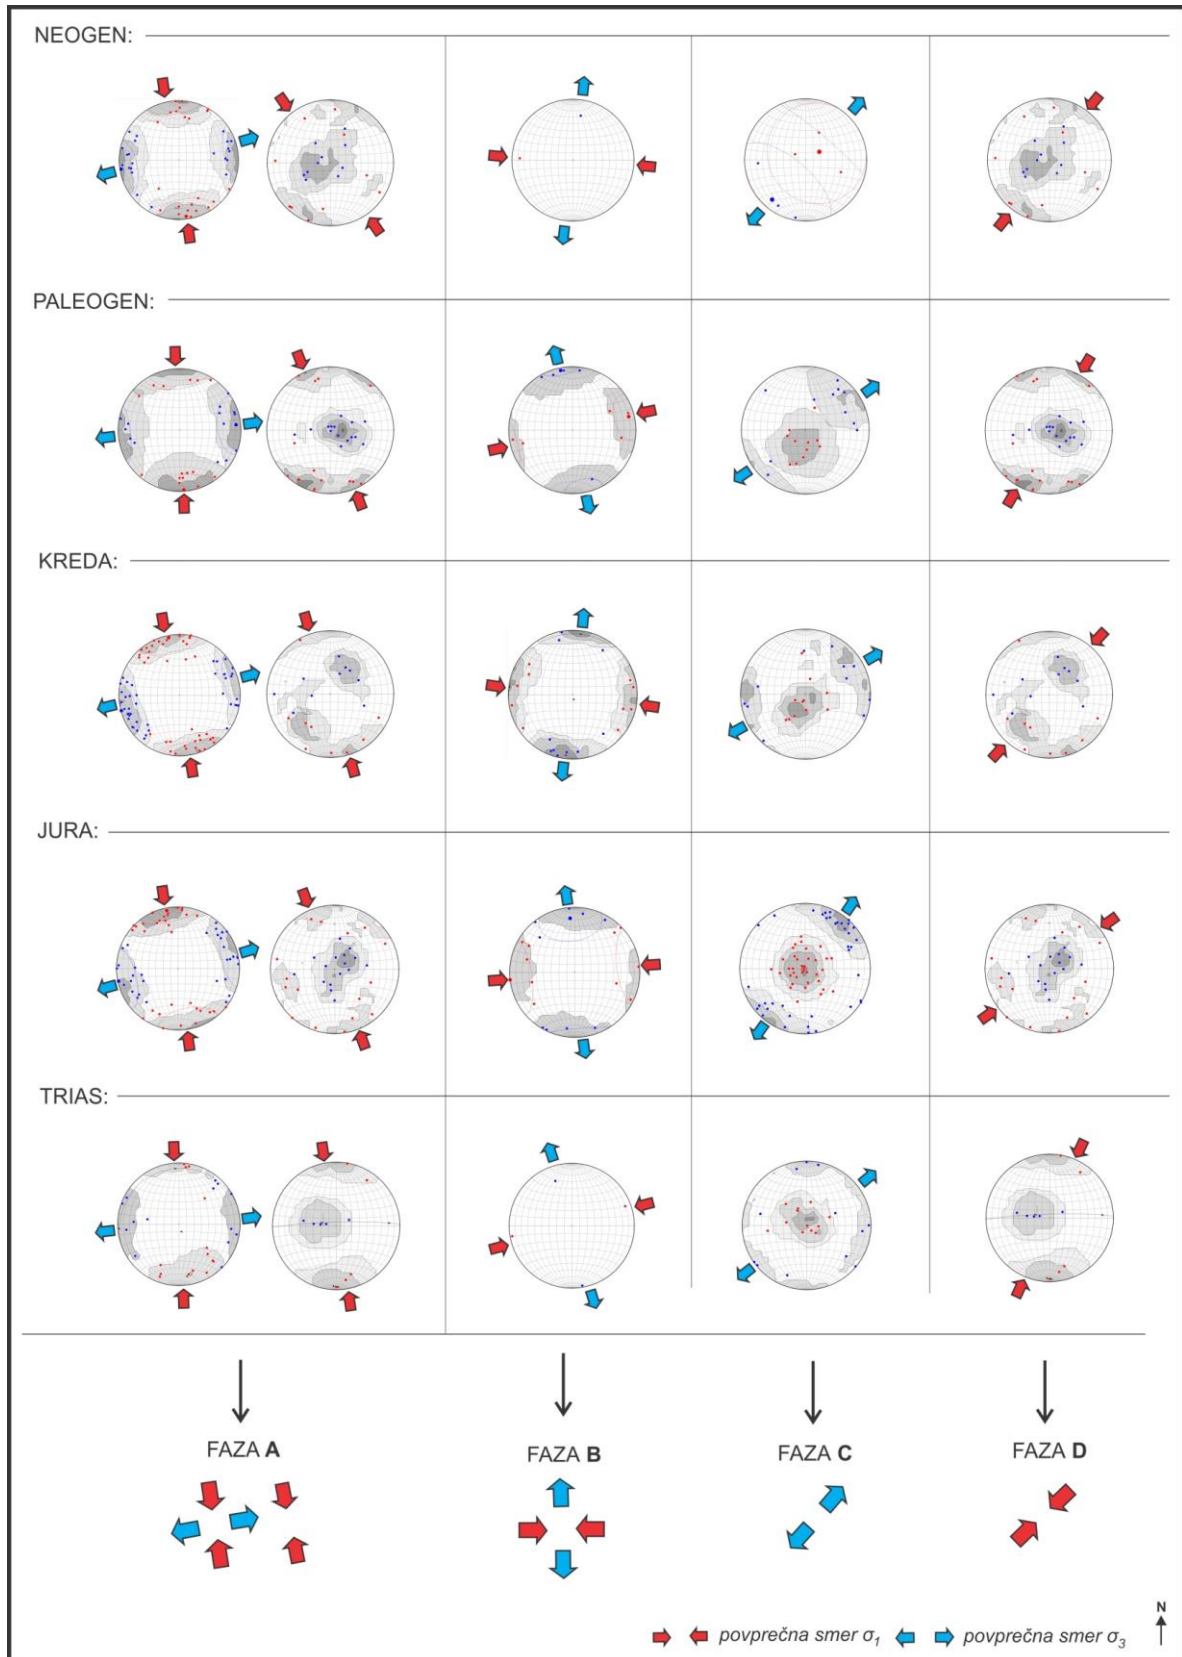 NEOGEN:
PALEOGEN:
KREDA:
JURA:
TRIAS:
FAZA A
FAZA B
FAZA C
FAZA D
N
povprečna smer σ1
povprečna smer σ3